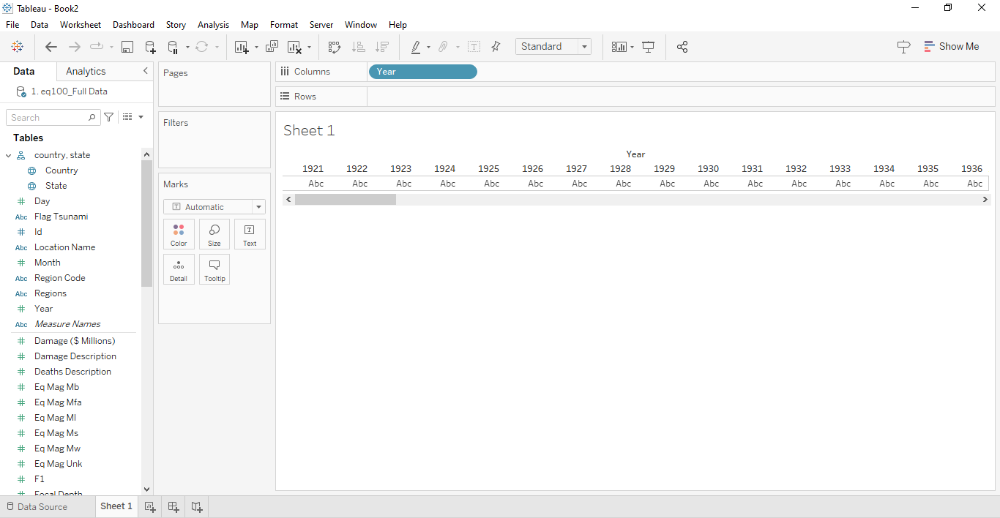 Tableau - Book2
File Data Worksheet Dashboard Story Analysis Map Format Server Window Help
Standard
Show Me
Data Analytics
1. eq100_Full Data
Search
Tables
country, state
Country
State
Day
Abc Flag Tsunami
Id
Abc Location Name
Month
Abc Region Code
Abc Regions
Year
Abc Measure Names
Damage ($ Millions)
Damage Description
Deaths Description
Eq Mag Mb
Eq Mag Mfa
Eq Mag Ml
Eq Mag Ms
Eq Mag Mw
Eq Mag Unk
F1
Focal Depth
Pages
Filters
Marks
Automatic
Color Size Text
Detail Tooltip
Columns Year
Rows
Sheet 1
Year
1921 1922 1923 1924 1925 1926 1927 1928 1929 1930 1931 1932 1933 1934 1935 1936
Abc Abc Abc Abc Abc Abc Abc Abc Abc Abc Abc Abc Abc Abc Abc Abc
Data Source Sheet 1